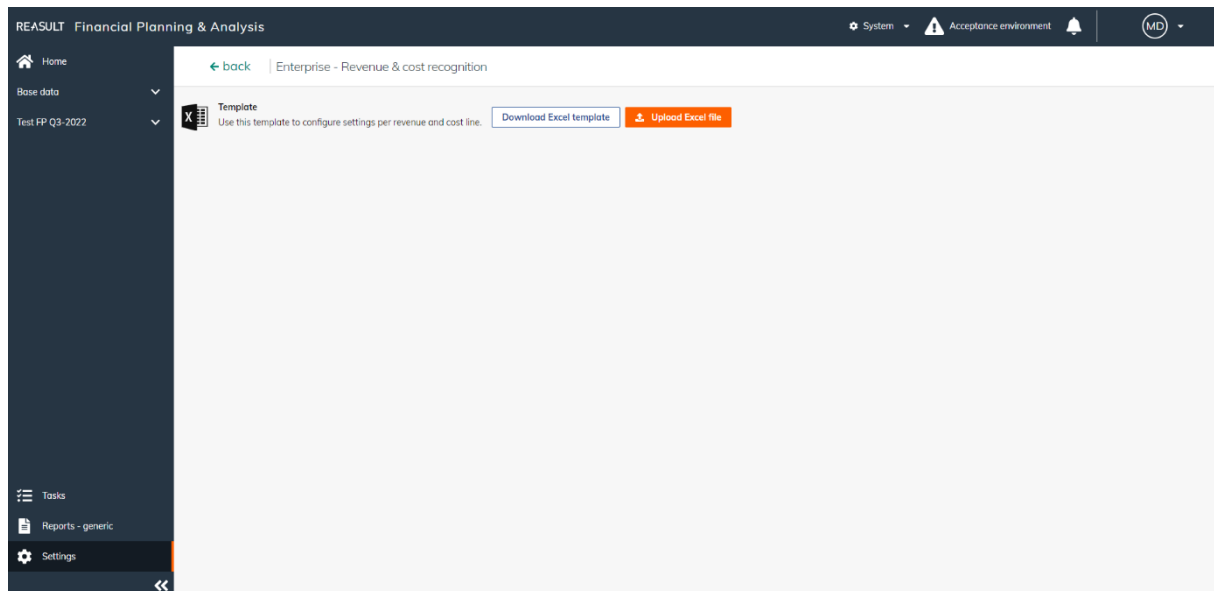 REASULT Financial Planning & Analysis
System
Acceptance environment
MD
Home
Base data
Test FP Q3-2022
Tasks
Reports - generic
Settings
back
Enterprise - Revenue & cost recognition
Template
Use this template to configure settings per revenue and cost line.
Download Excel template
Upload Excel file